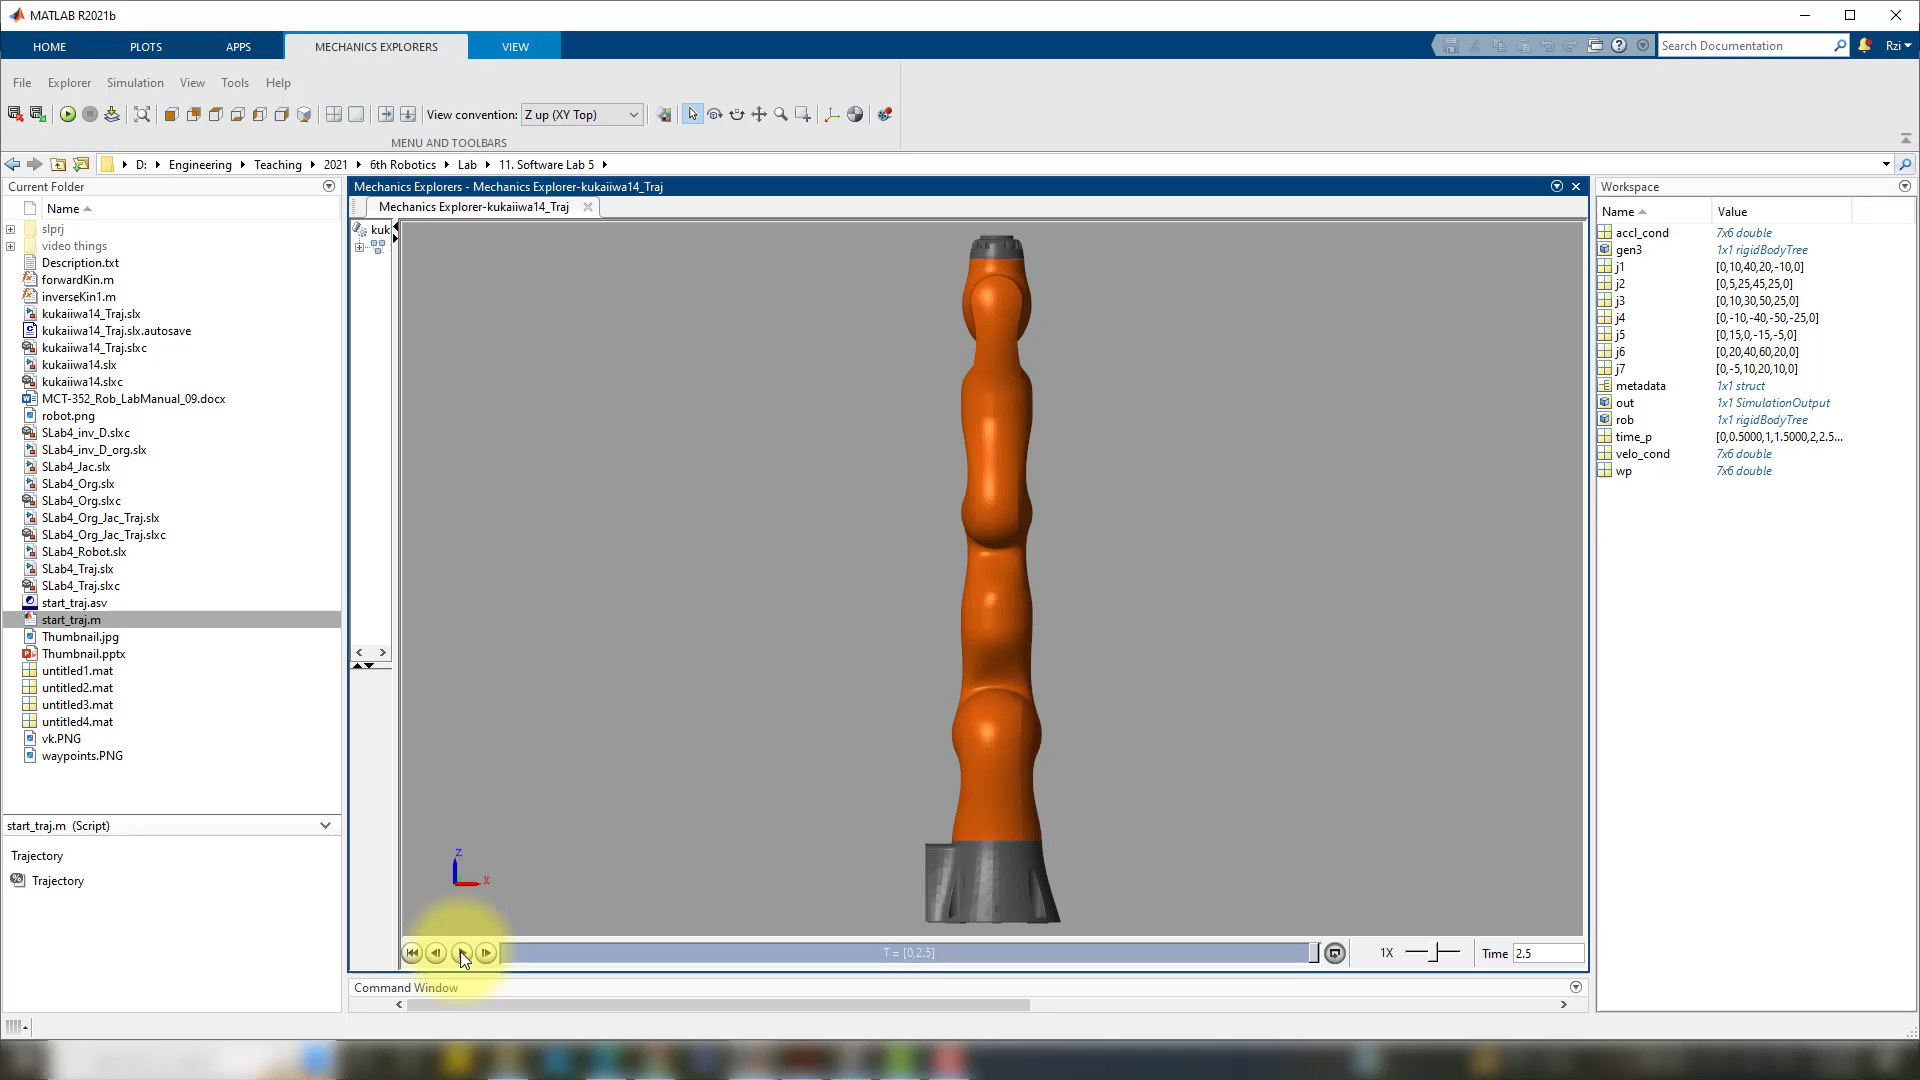 MATLAB R2021b
HOME PLOTS APPS MECHANICS EXPLORERS VIEW
Search Documentation
Rzi
File Explorer Simulation View Tools Help
View convention: Z up (XY Top)
MENU AND TOOLBARS
D: Engineering Teaching 2021 6th Robotics Lab 11. Software Lab 5
Current Folder
Name
slprj
video things
Description.txt
forwardKin.m
inverseKin1.m
kukaiiwa14_Traj.slx
kukaiiwa14_Traj.slx.autosave
kukaiiwa14_Traj.slxc
kukaiiwa14.slx
kukaiiwa14.slxc
MCT-352_Rob_LabManual_09.docx
robot.png
SLab4_inv_D.slxc
SLab4_inv_D_org.slx
SLab4_Jac.slx
SLab4_Org.slx
SLab4_Org.slxc
SLab4_Org_Jac_Traj.slx
SLab4_Org_Jac_Traj.slxc
SLab4_Robot.slx
SLab4_Traj.slx
SLab4_Traj.slxc
start_traj.asv
start_traj.m
Thumbnail.jpg
Thumbnail.pptx
untitled1.mat
untitled2.mat
untitled3.mat
untitled4.mat
vk.PNG
waypoints.PNG
start_traj.m (Script)
Trajectory
Trajectory
Mechanics Explorers - Mechanics Explorer-kukaiiwa14_Traj
Mechanics Explorer-kukaiiwa14_Traj
kuk
Z
X
T = [0,2.5]
1X
Time 2.5
Command Window
Workspace
Name Value
accl_cond 7x6 double
gen3 1x1 rigidBodyTree
j1 [0,10,40,20,-10,0]
j2 [0,5,25,45,25,0]
j3 [0,10,30,50,25,0]
j4 [0,-10,-40,-50,-25,0]
j5 [0,15,0,-15,-5,0]
j6 [0,20,40,60,20,0]
j7 [0,-5,10,20,10,0]
metadata 1x1 struct
out 1x1 SimulationOutput
rob 1x1 rigidBodyTree
time_p [0,0.5000,1,1.5000,2,2.5...
velo_cond 7x6 double
wp 7x6 double